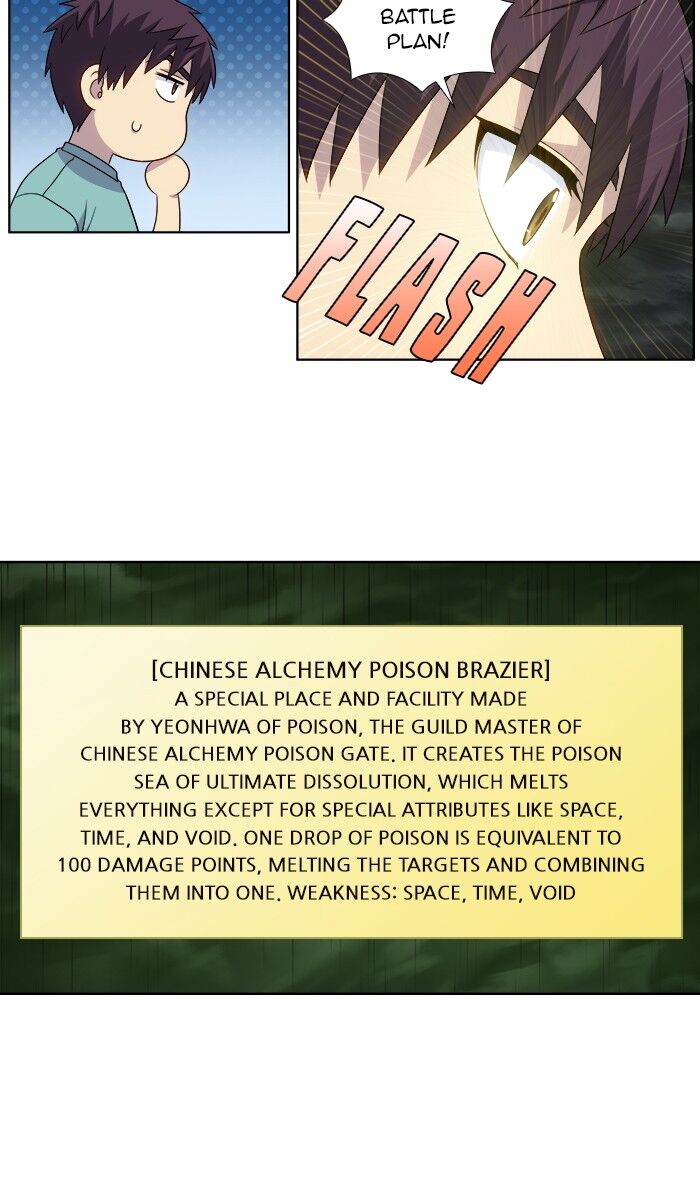 BATTLE
PLAN!
FLASH
[CHINESE ALCHEMY POISON BRAZIER]
A SPECIAL PLACE AND FACILITY MADE
BY YEONHWA OF POISON, THE GUILD MASTER OF
CHINESE ALCHEMY POISON GATE. IT CREATES THE POISON
SEA OF ULTIMATE DISSOLUTION, WHICH MELTS
EVERYTHING EXCEPT FOR SPECIAL ATTRIBUTES LIKE SPACE,
TIME, AND VOID. ONE DROP OF POISON IS EQUIVALENT TO
100 DAMAGE POINTS, MELTING THE TARGETS AND COMBINING
THEM INTO ONE. WEAKNESS: SPACE, TIME, VOID